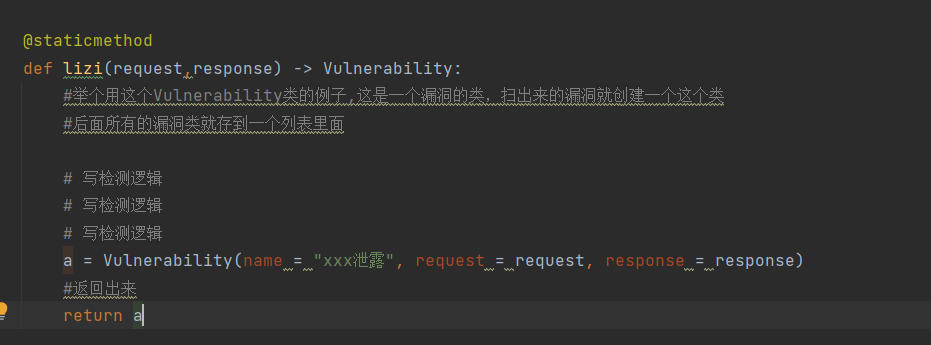 @staticmethod
def lizi(request,response) -> Vulnerability:
#举个用这个Vulnerability类的例子,这是一个漏洞的类，扫出来的漏洞就创建一个这个类
#后面所有的漏洞类就存到一个列表里面
# 写检测逻辑
# 写检测逻辑
# 写检测逻辑
a = Vulnerability(name = "xxx泄露", request = request, response = response)
#返回出来
return a